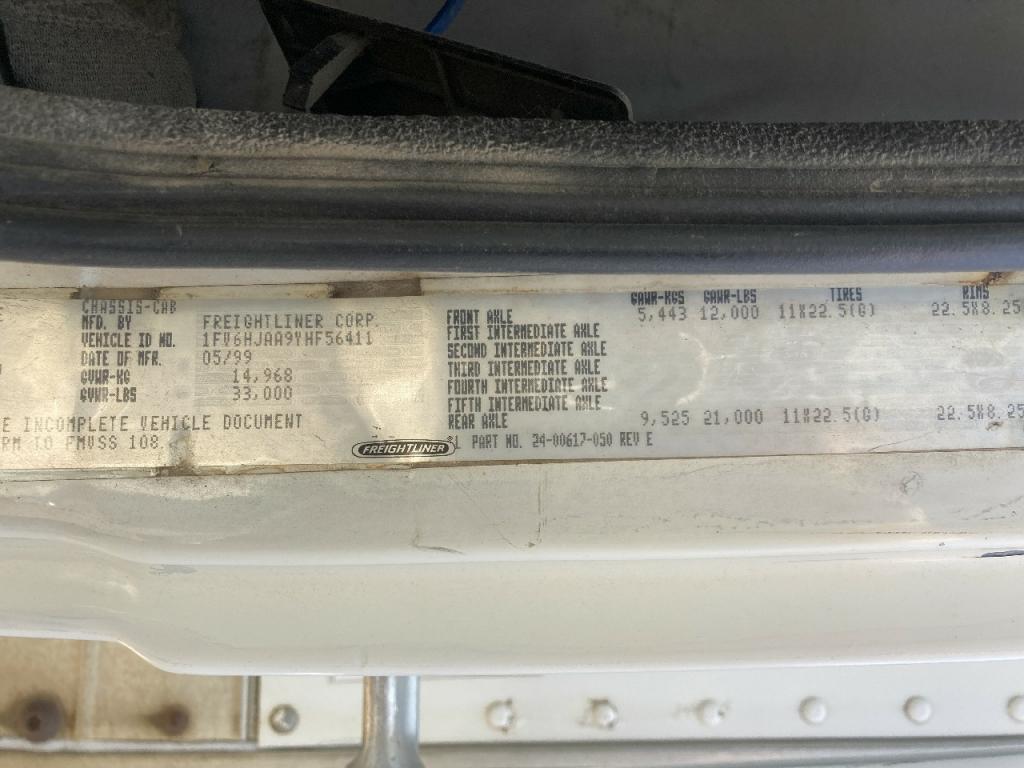 CHASSIS-CAB
MFD. BY FREIGHTLINER CORP
VEHICLE ID NO. 1FV6HJAA9YHF56411
DATE OF MFR. 05/99
GVWR-KG 14,968
GVWR-LBS 33,000
E INCOMPLETE VEHICLE DOCUMENT
RM TO FMVSS 108
FREIGHTLINER
GAWR-KGS GAWR-LBS TIRES RIMS
FRONT AXLE 5,443 12,000 11X22.5(G) 22.5X8.25
FIRST INTERMEDIATE AXLE
SECOND INTERMEDIATE AXLE
THIRD INTERMEDIATE AXLE
FOURTH INTERMEDIATE AXLE
FIFTH INTERMEDIATE AXLE
REAR AXLE 9,525 21,000 11X22.5(G) 22.5X8.25
PART NO. 24-00617-050 REV E